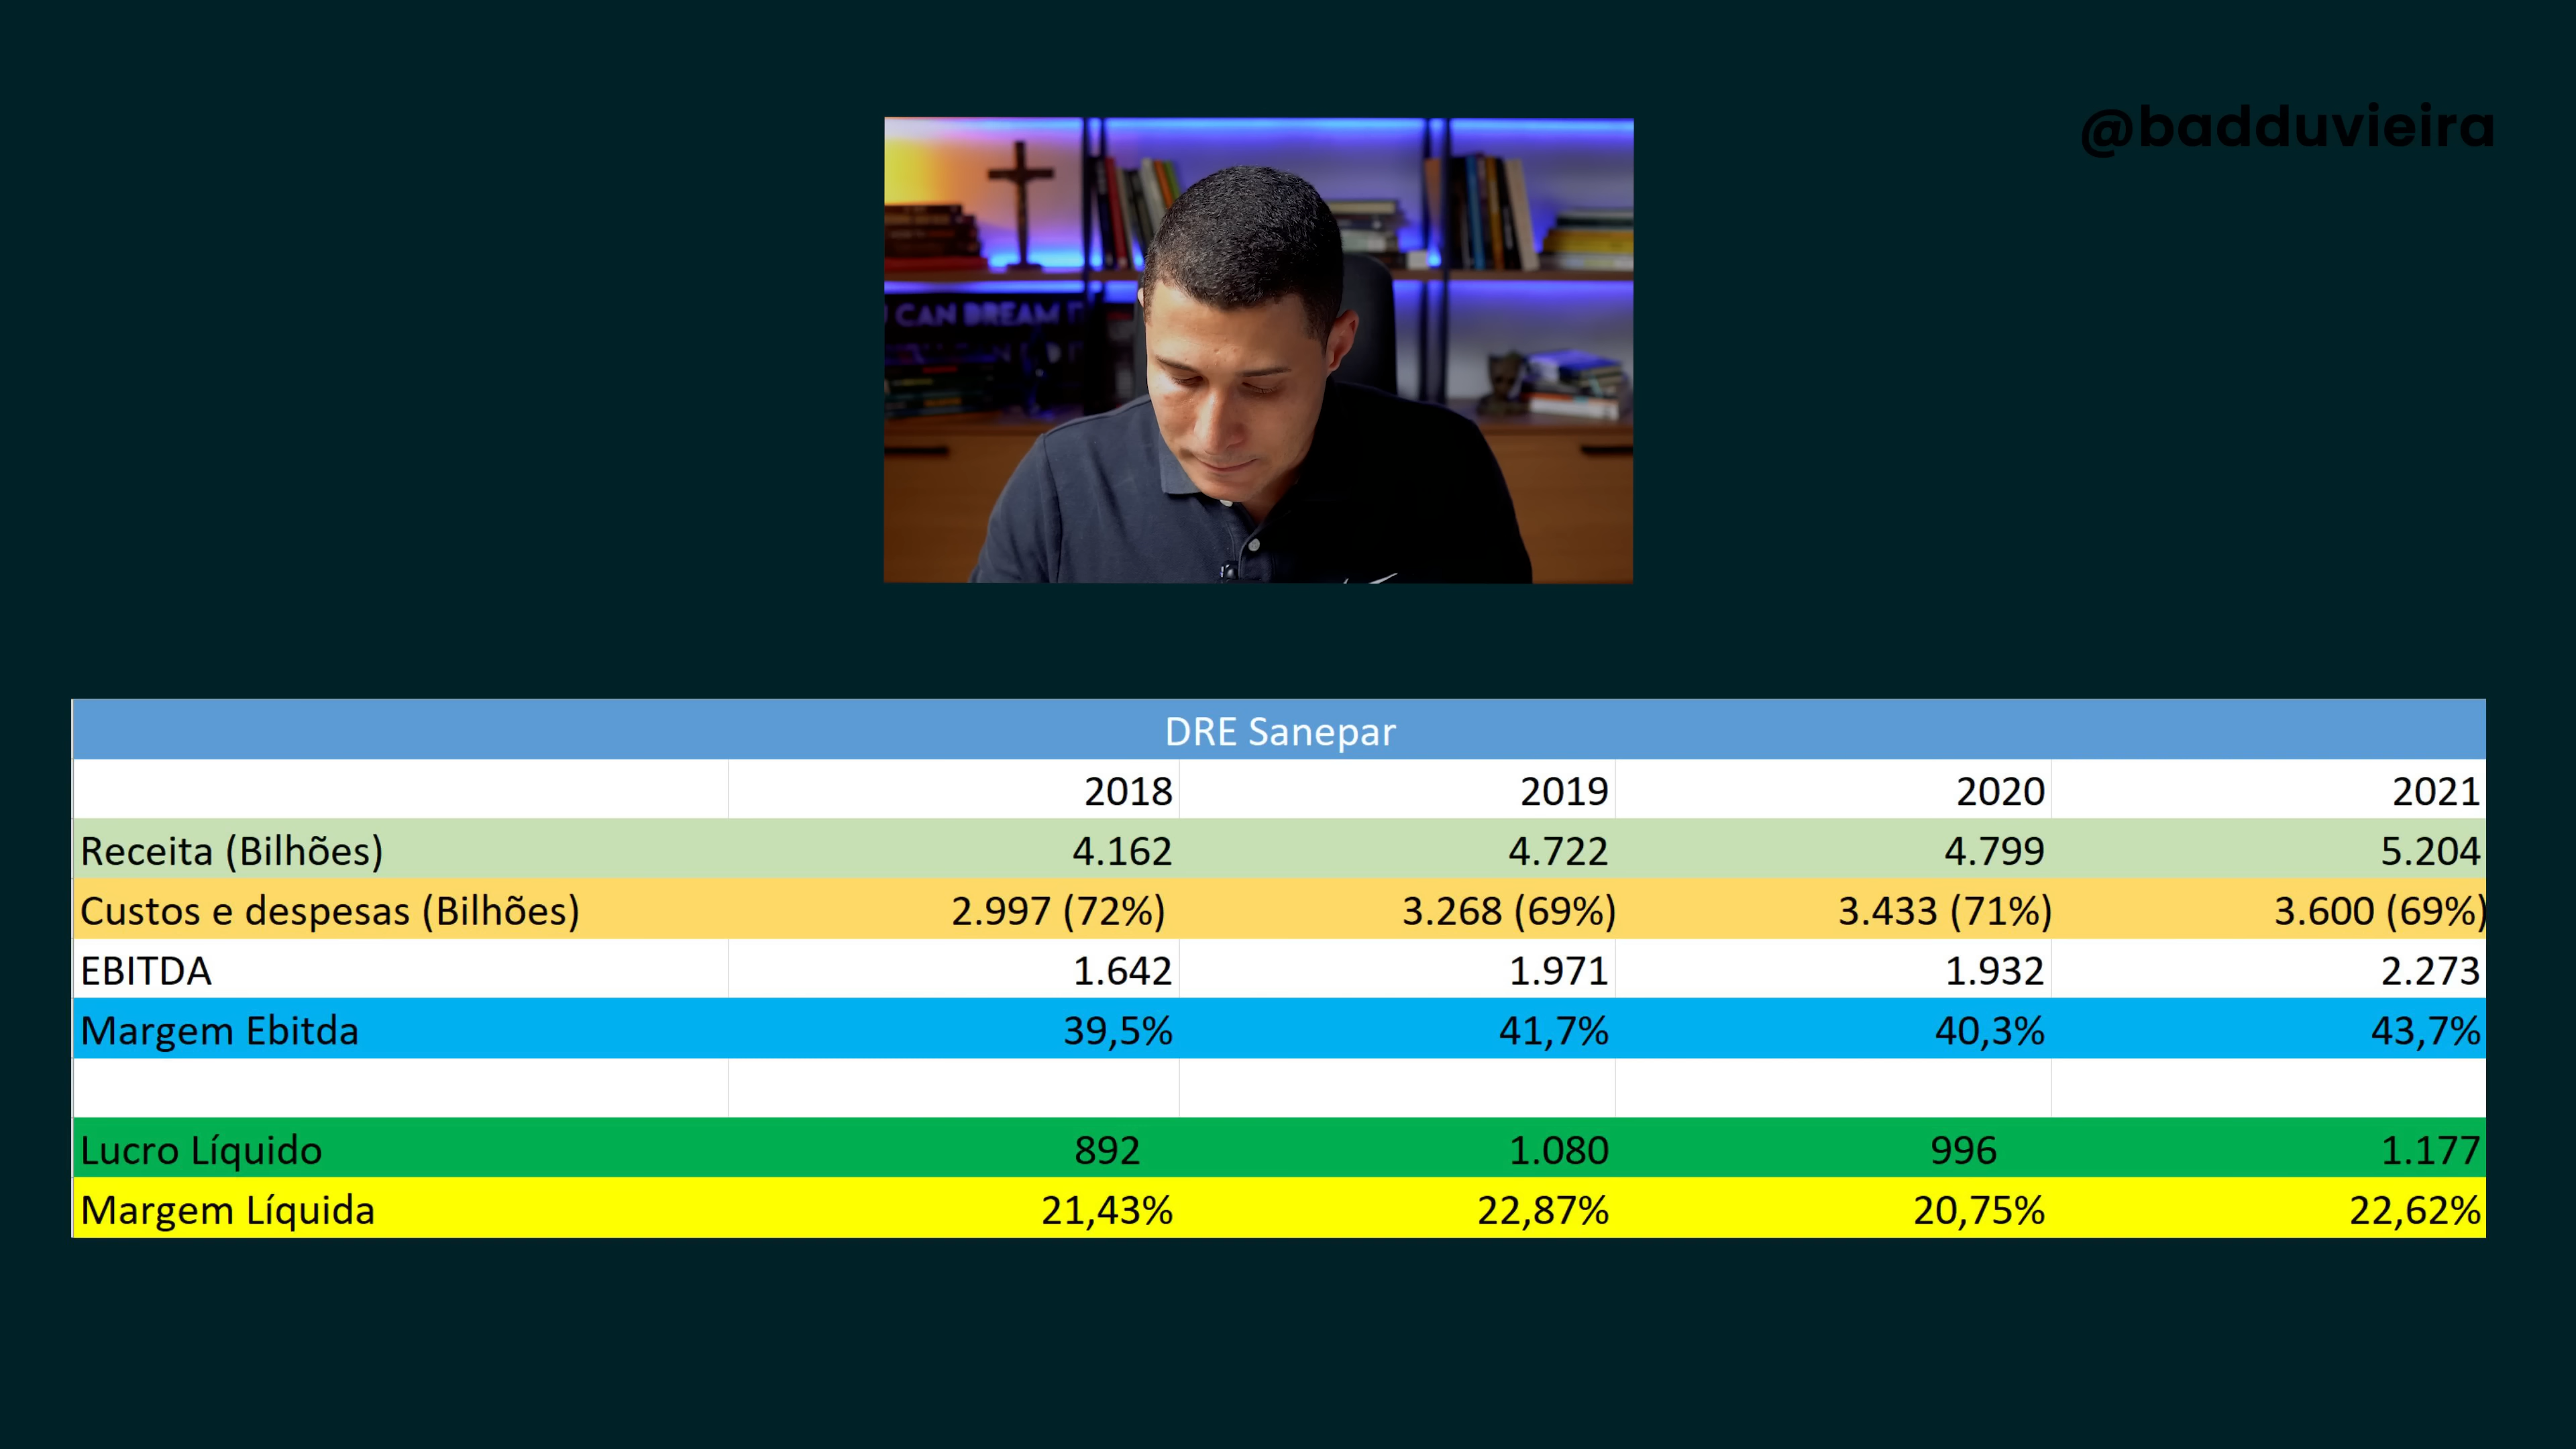 @badduvieira
CAN DREAM
DRE Sanepar
2018 2019 2020 2021
Receita (Bilhões) 4.162 4.722 4.799 5.204
Custos e despesas (Bilhões) 2.997 (72%) 3.268 (69%) 3.433 (71%) 3.600 (69%)
EBITDA 1.642 1.971 1.932 2.273
Margem Ebitda 39,5% 41,7% 40,3% 43,7%
Lucro Líquido 892 1.080 996 1.177
Margem Líquida 21,43% 22,87% 20,75% 22,62%